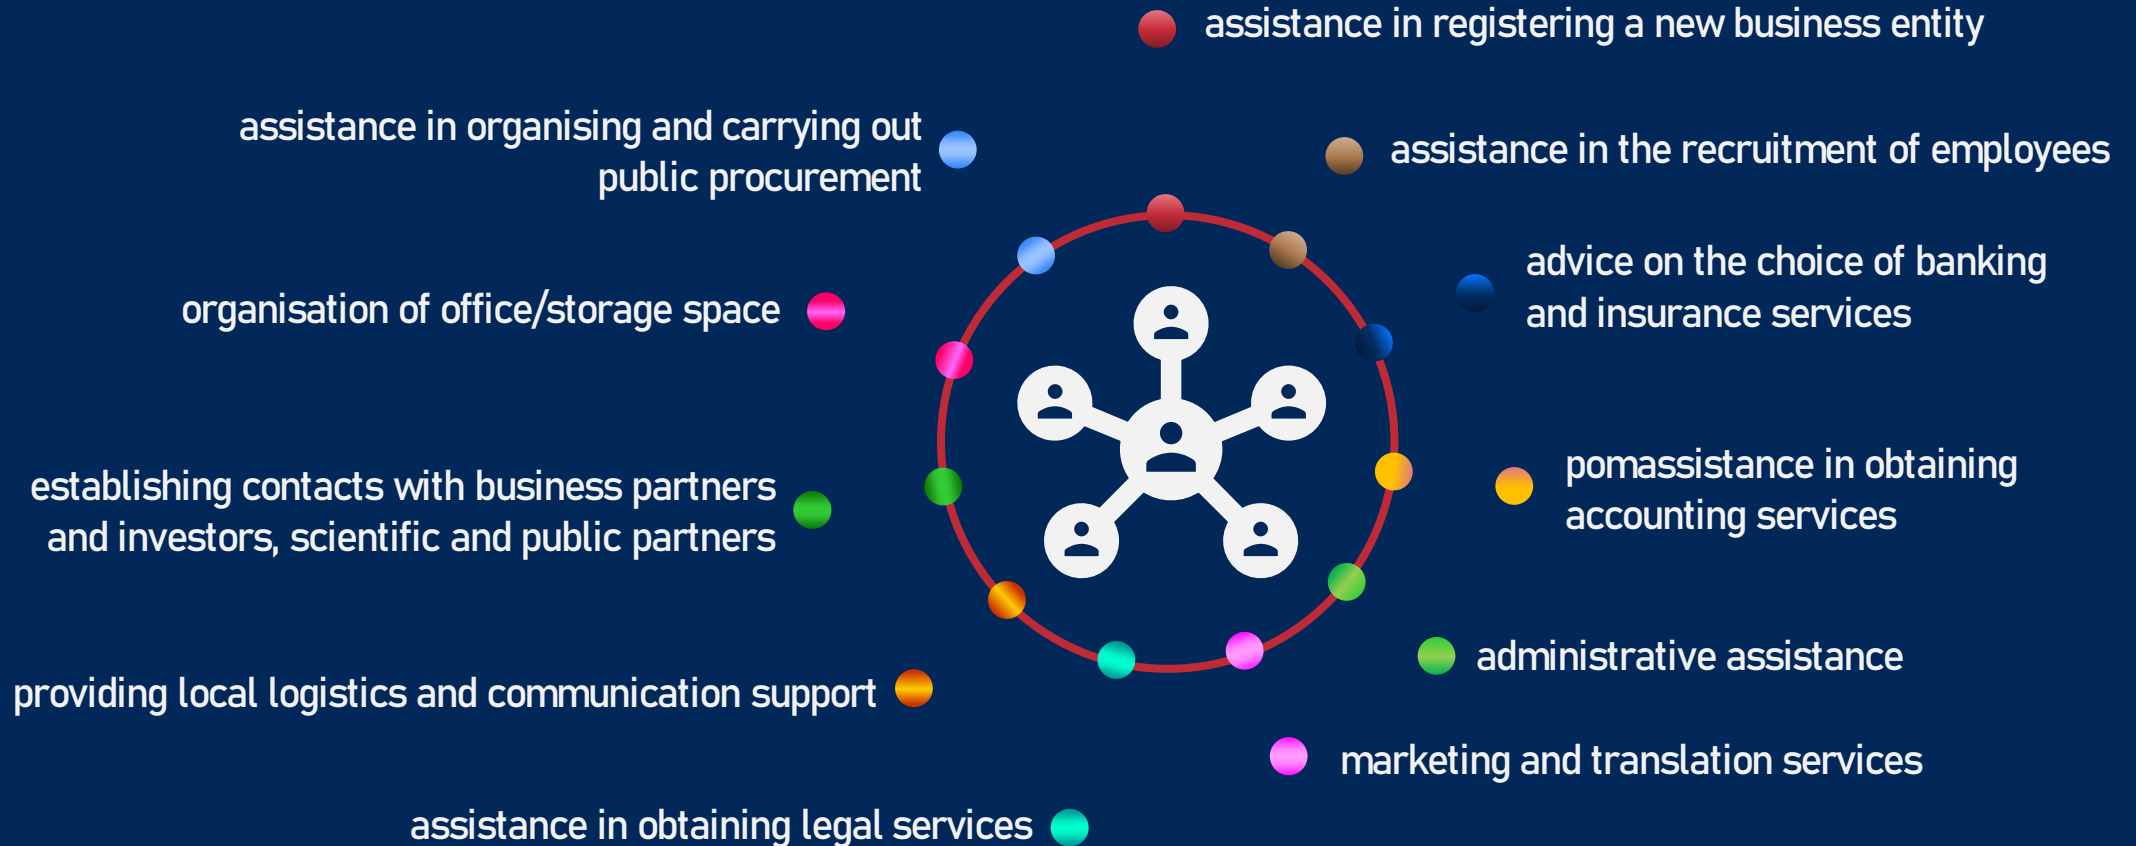 assistance in registering a new business entity
assistance in organising and carrying out
public procurement
assistance in the recruitment of employees
organisation of office/storage space
advice on the choice of banking
and insurance services
establishing contacts with business partners
and investors, scientific and public partners
pomassistance in obtaining
accounting services
providing local logistics and communication support
administrative assistance
marketing and translation services
assistance in obtaining legal services